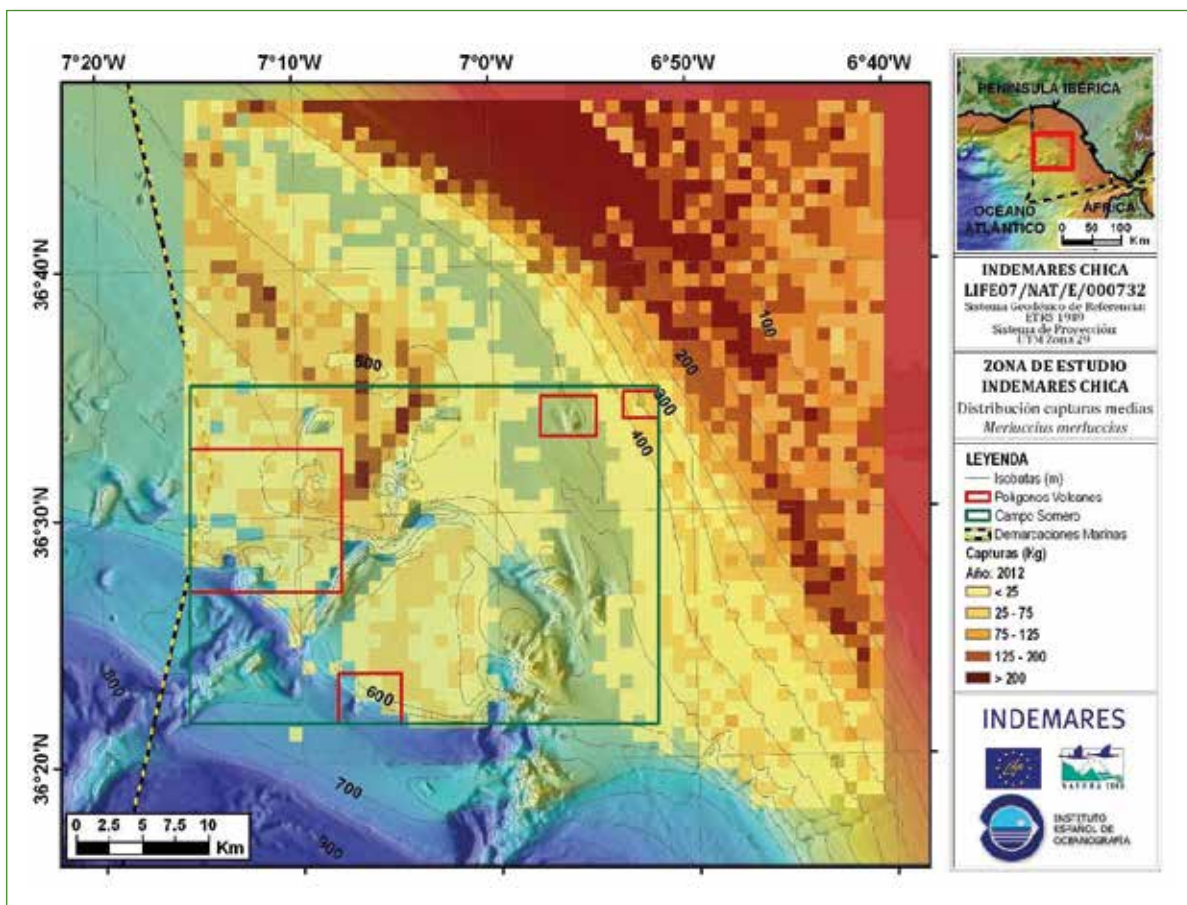 7°20'W 7°10'W 7°0'W 6°50'W 6°40'W
36°40'N
36°30'N
36°20'N
100
200
300
400
500
600
700
800
900
0 2.5 5 7.5 10
Km
PENÍNSULA IBÉRICA
OCEANO
ATLÁNTICO
ÁFRICA
0 50 100
Km
INDEMARES CHICA
LIFE07/NAT/E/000732
Sistema Geodésico de Referencia:
ETRS 1989
Sistema de Proyección:
UTM Zona 29
ZONA DE ESTUDIO
INDEMARES CHICA
Distribución capturas medias
Merluccius merluccius
LEYENDA
Isobatas (m)
Polígonos Volcanes
Campo Somero
Demarcaciones Marinas
Capturas (Kg)
Año: 2012
< 25
25 - 75
75 - 125
125 - 200
> 200
INDEMARES
NATURA 2000
INSTITUTO
ESPAÑOL DE
OCEANOGRAFÍA